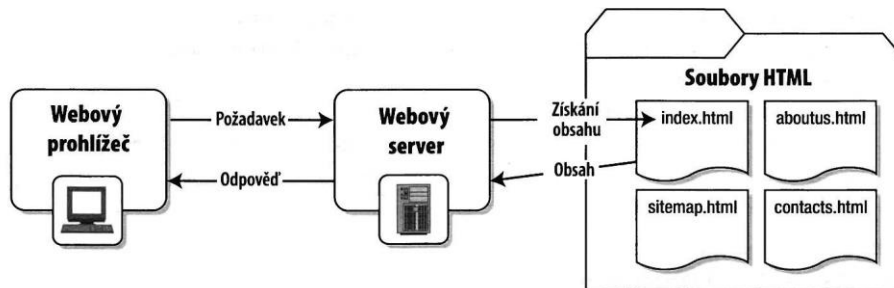 Webový
prohlížeč
Požadavek
Odpověď
Webový
server
Získání
obsahu
Obsah
Soubory HTML
index.html
aboutus.html
sitemap.html
contacts.html